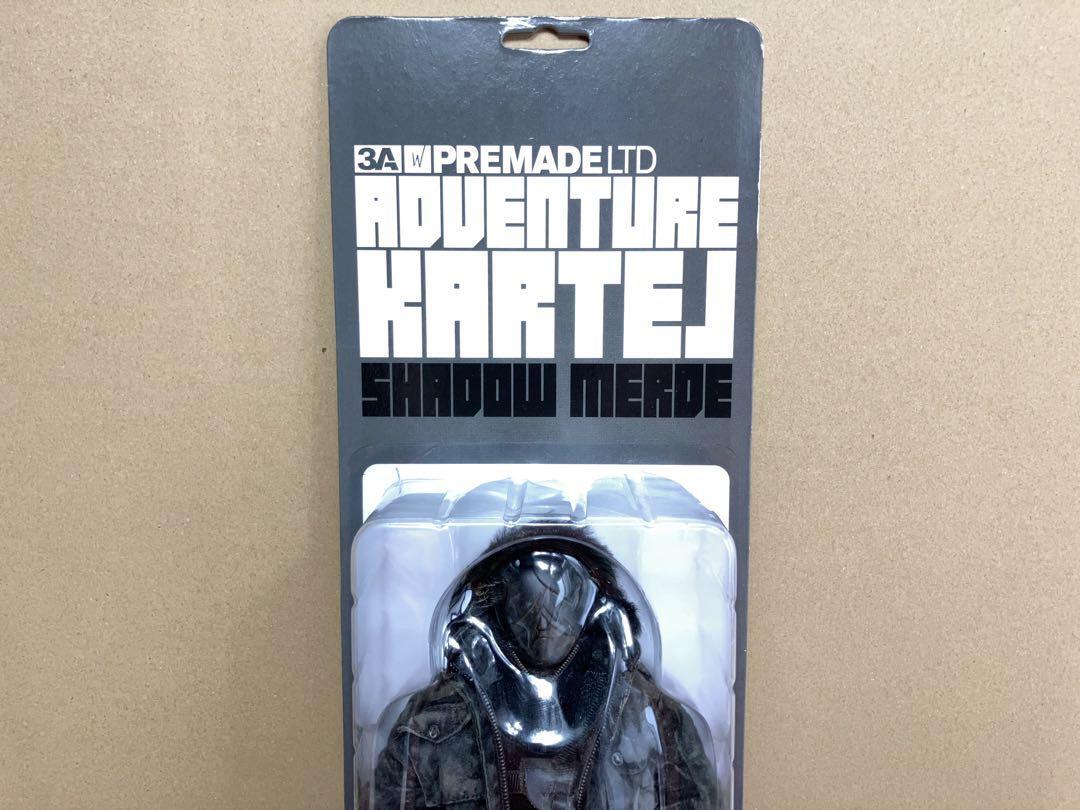 3A W PREMADE LTD
ADVENTURE
KARTEL
SHADOW MERDE